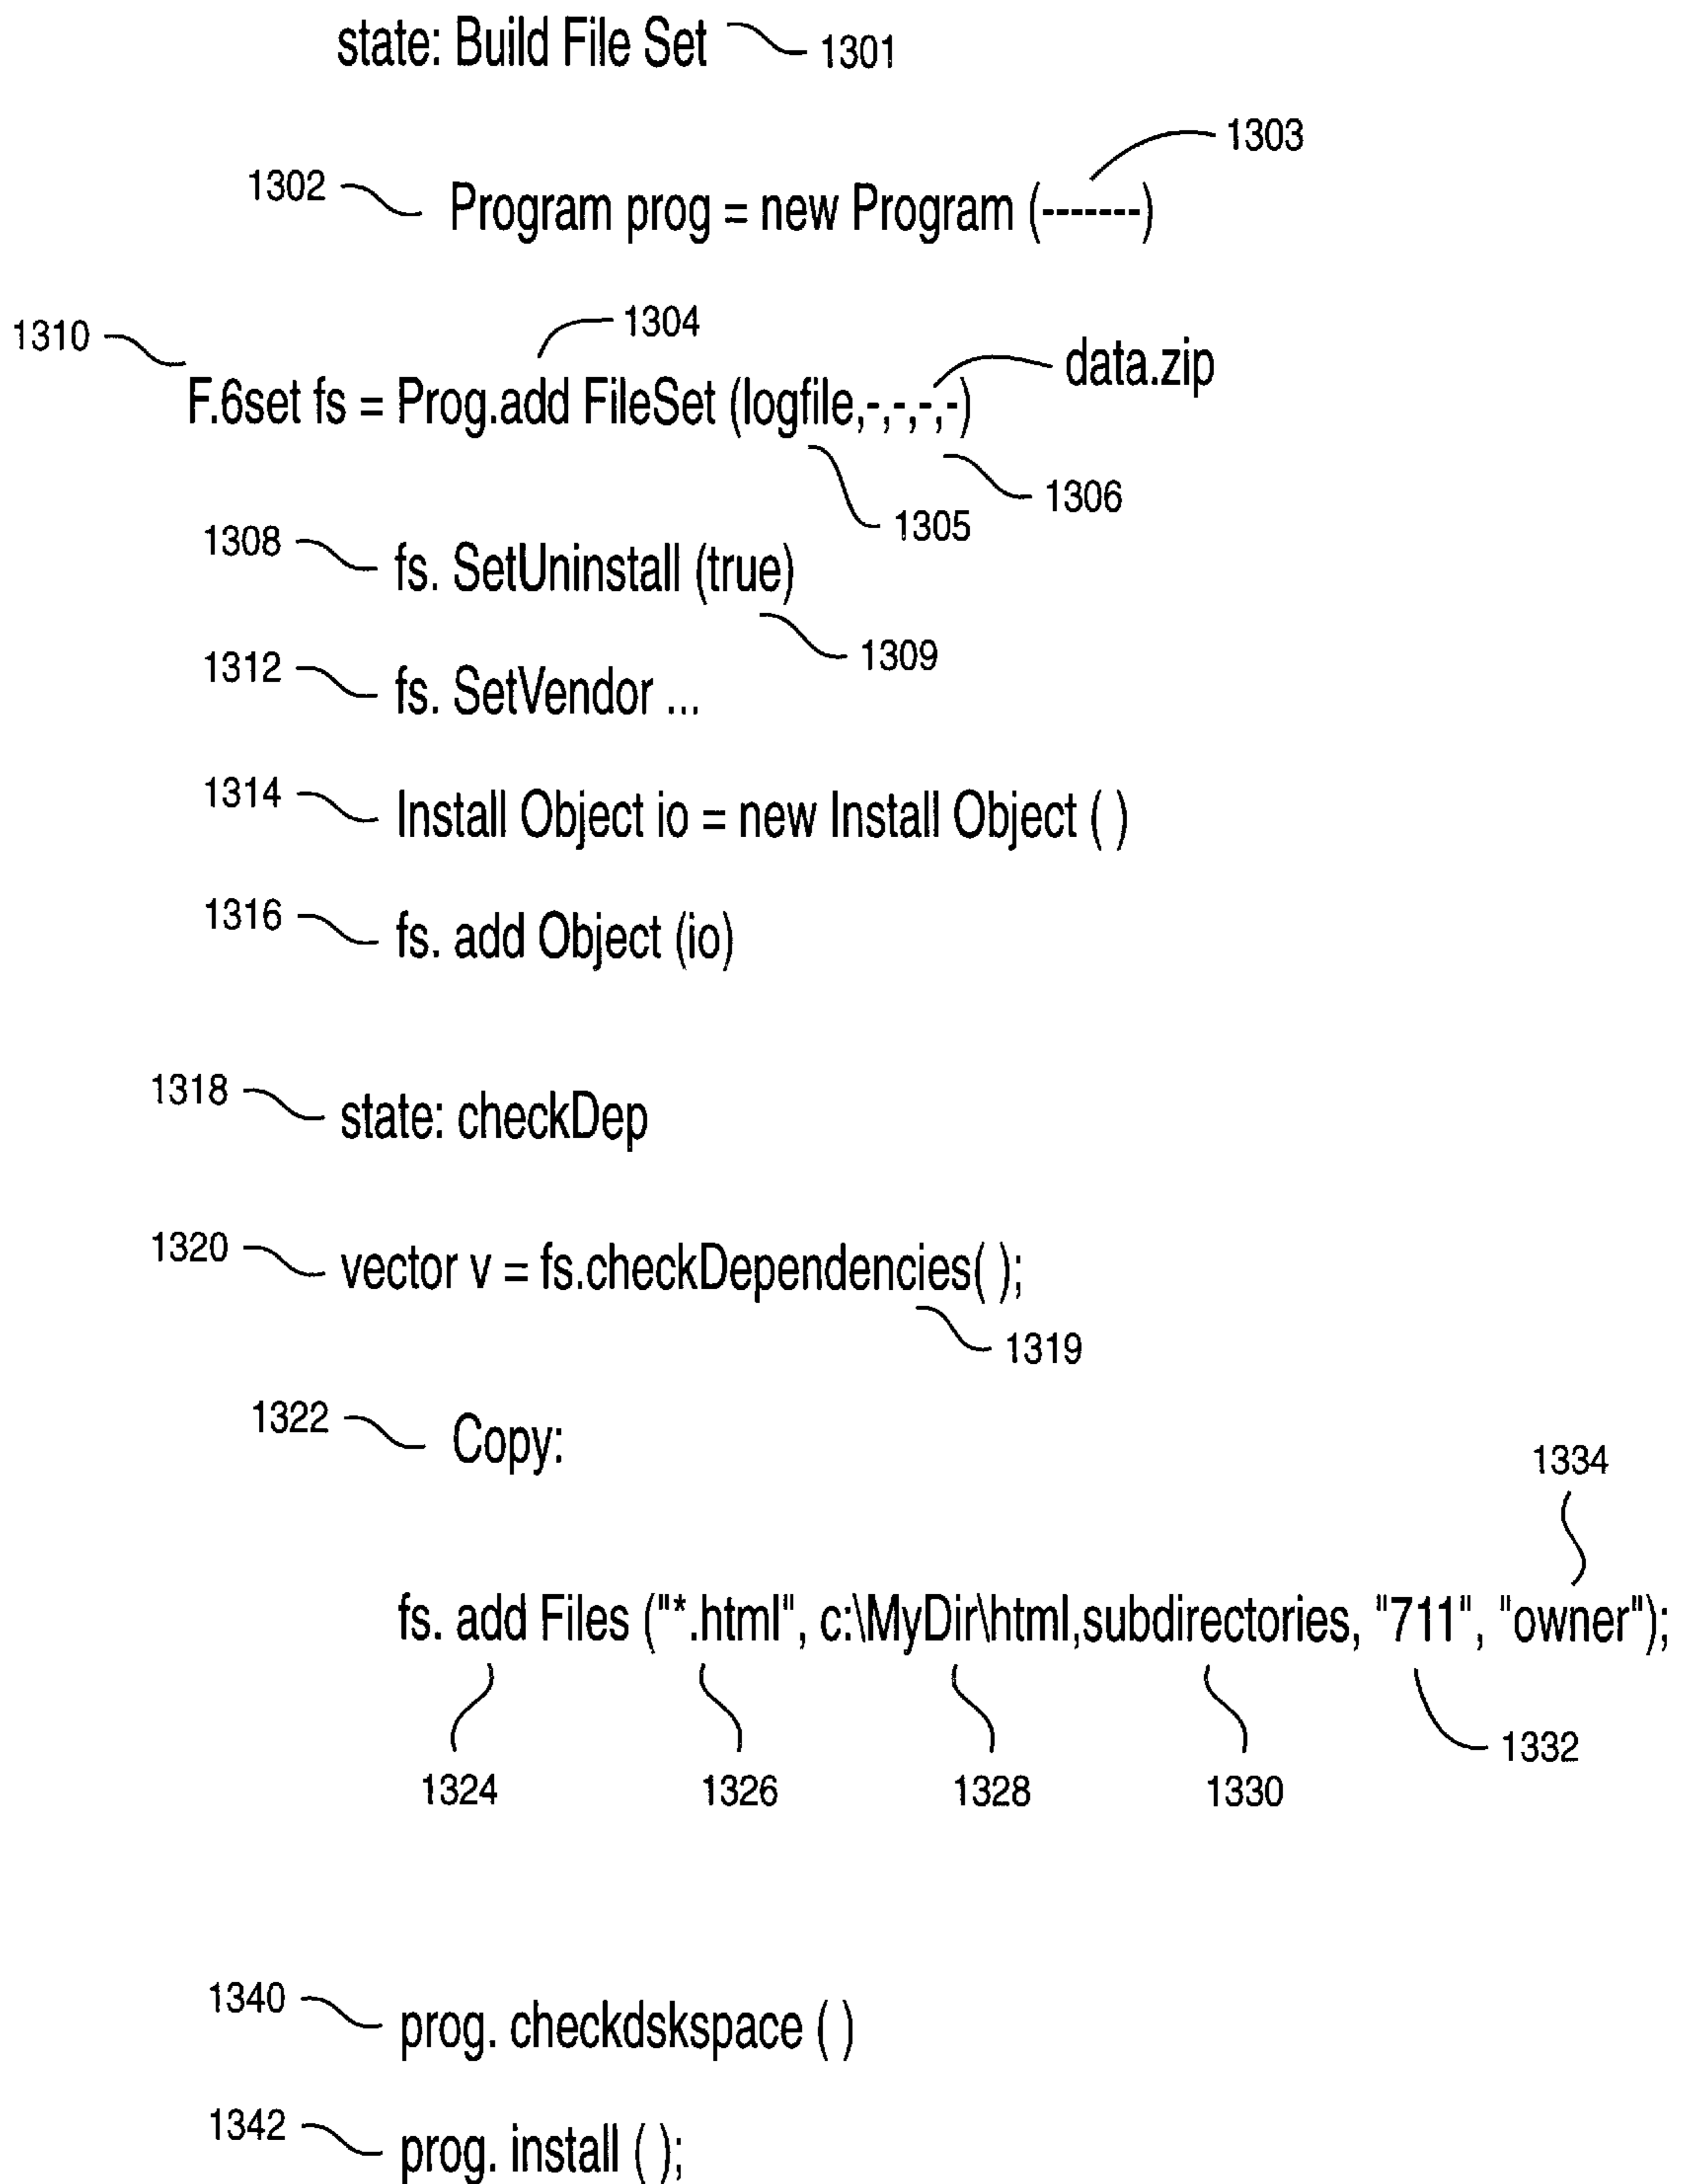 state: Build File Set 1301
1303
1302 Program prog = new Program (-------)
1304
1310 data.zip
F.6set fs = Prog.add FileSet (logfile,-,-,-,-)
1306
1305
1308 fs. SetUninstall (true)
1309
1312 fs. SetVendor ...
1314 Install Object io = new Install Object ( )
1316 fs. add Object (io)
1318 state: checkDep
1320 vector v = fs.checkDependencies( );
1319
1322 Copy:
1334
fs. add Files ("*.html", c:\MyDir\html,subdirectories, "711", "owner");
1332
1324 1326 1328 1330
1340 prog. checkdskspace ( )
1342 prog. install ( );